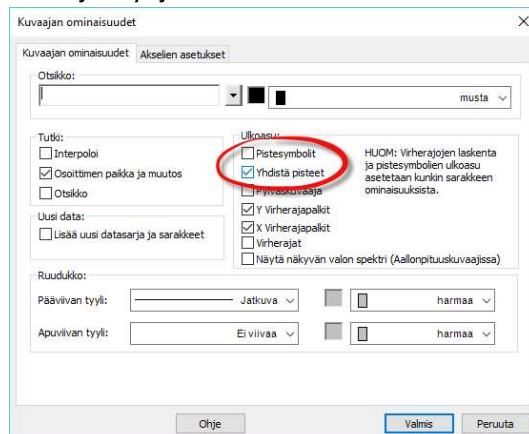 Kuvaajan ominaisuudet
Kuvaajan ominaisuudet Akselien asetukset
Otsikko:
musta
Tutki:
Interpoloi
Osoittimen paikka ja muutos
Otsikko
Uusi data:
Lisää uusi datasarja ja sarakkeet
Ulkoasu:
Pistesymbolit
Yhdistä pisteet
Pylväskuvaaja
Y Virherajapalkit
X Virherajapalkit
Virherajat
Näytä näkyvän valon spektri (Aallonpituuskuvaajissa)
HUOM: Virherajojen laskenta
ja pistesymbolien ulkoasu
asetetaan kunkin sarakkeen
ominaisuuksista.
Ruudukko:
Pääviivan tyyli: Jatkuva harmaa
Apuviivan tyyli: Ei viivaa harmaa
Ohje Valmis Peruuta